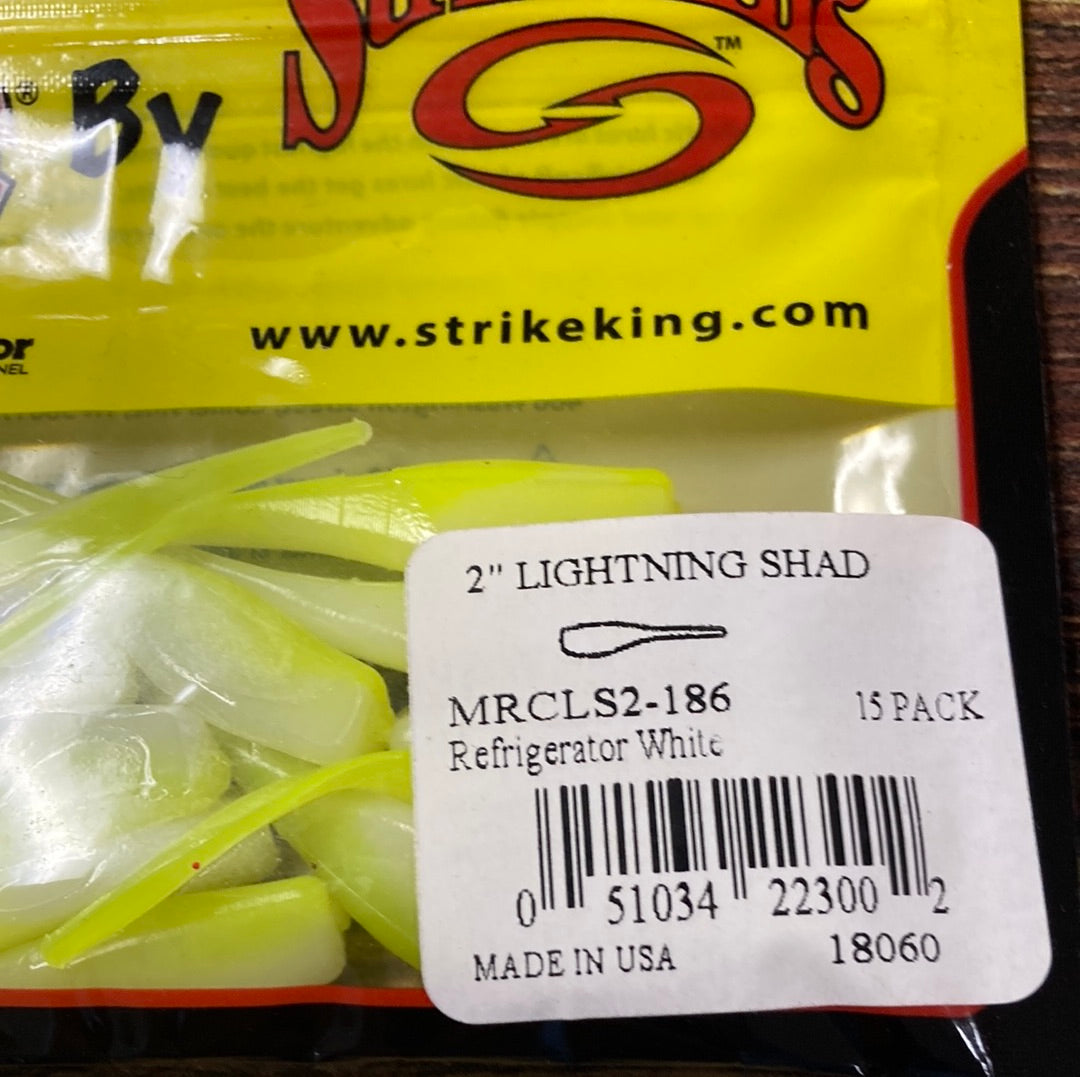 ™
® By
www.strikeking.com
2" LIGHTNING SHAD
MRCLS2-186 15 PACK
Refrigerator White
0 51034 22300 2
MADE IN USA 18060